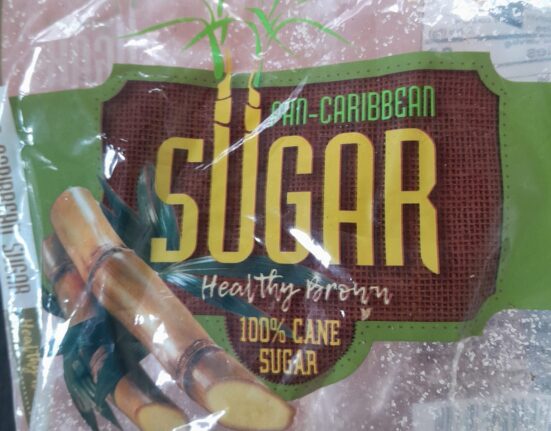 PAN-CARIBBEAN
SUGAR
Healthy Brown
100% CANE
SUGAR